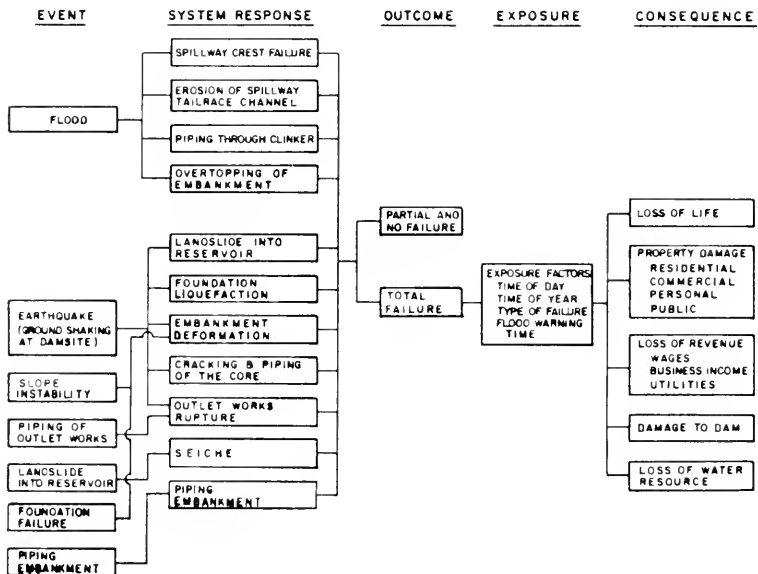 EVENT
SYSTEM RESPONSE
OUTCOME
EXPOSURE
CONSEQUENCE
FLOOD
EARTHQUAKE
(GROUND SHAKING
AT DAMSITE)
SLOPE
INSTABILITY
PIPING OF
OUTLET WORKS
LANDSLIDE
INTO RESERVOIR
FOUNDATION
FAILURE
PIPING
EMBANKMENT
SPILLWAY CREST FAILURE
EROSION OF SPILLWAY
TAILRACE CHANNEL
PIPING THROUGH CLINKER
OVERTOPPING OF
EMBANKMENT
LANDSLIDE INTO
RESERVOIR
FOUNDATION
LIQUEFACTION
EMBANKMENT
DEFORMATION
CRACKING & PIPING
OF THE CORE
OUTLET WORKS
RUPTURE
SEICHE
PIPING
EMBANKMENT
PARTIAL AND
NO FAILURE
TOTAL
FAILURE
EXPOSURE FACTORS
TIME OF DAY
TIME OF YEAR
TYPE OF FAILURE
FLOOD WARNING
TIME
LOSS OF LIFE
PROPERTY DAMAGE
RESIDENTIAL
COMMERCIAL
PERSONAL
PUBLIC
LOSS OF REVENUE
WAGES
BUSINESS INCOME
UTILITIES
DAMAGE TO DAM
LOSS OF WATER
RESOURCE